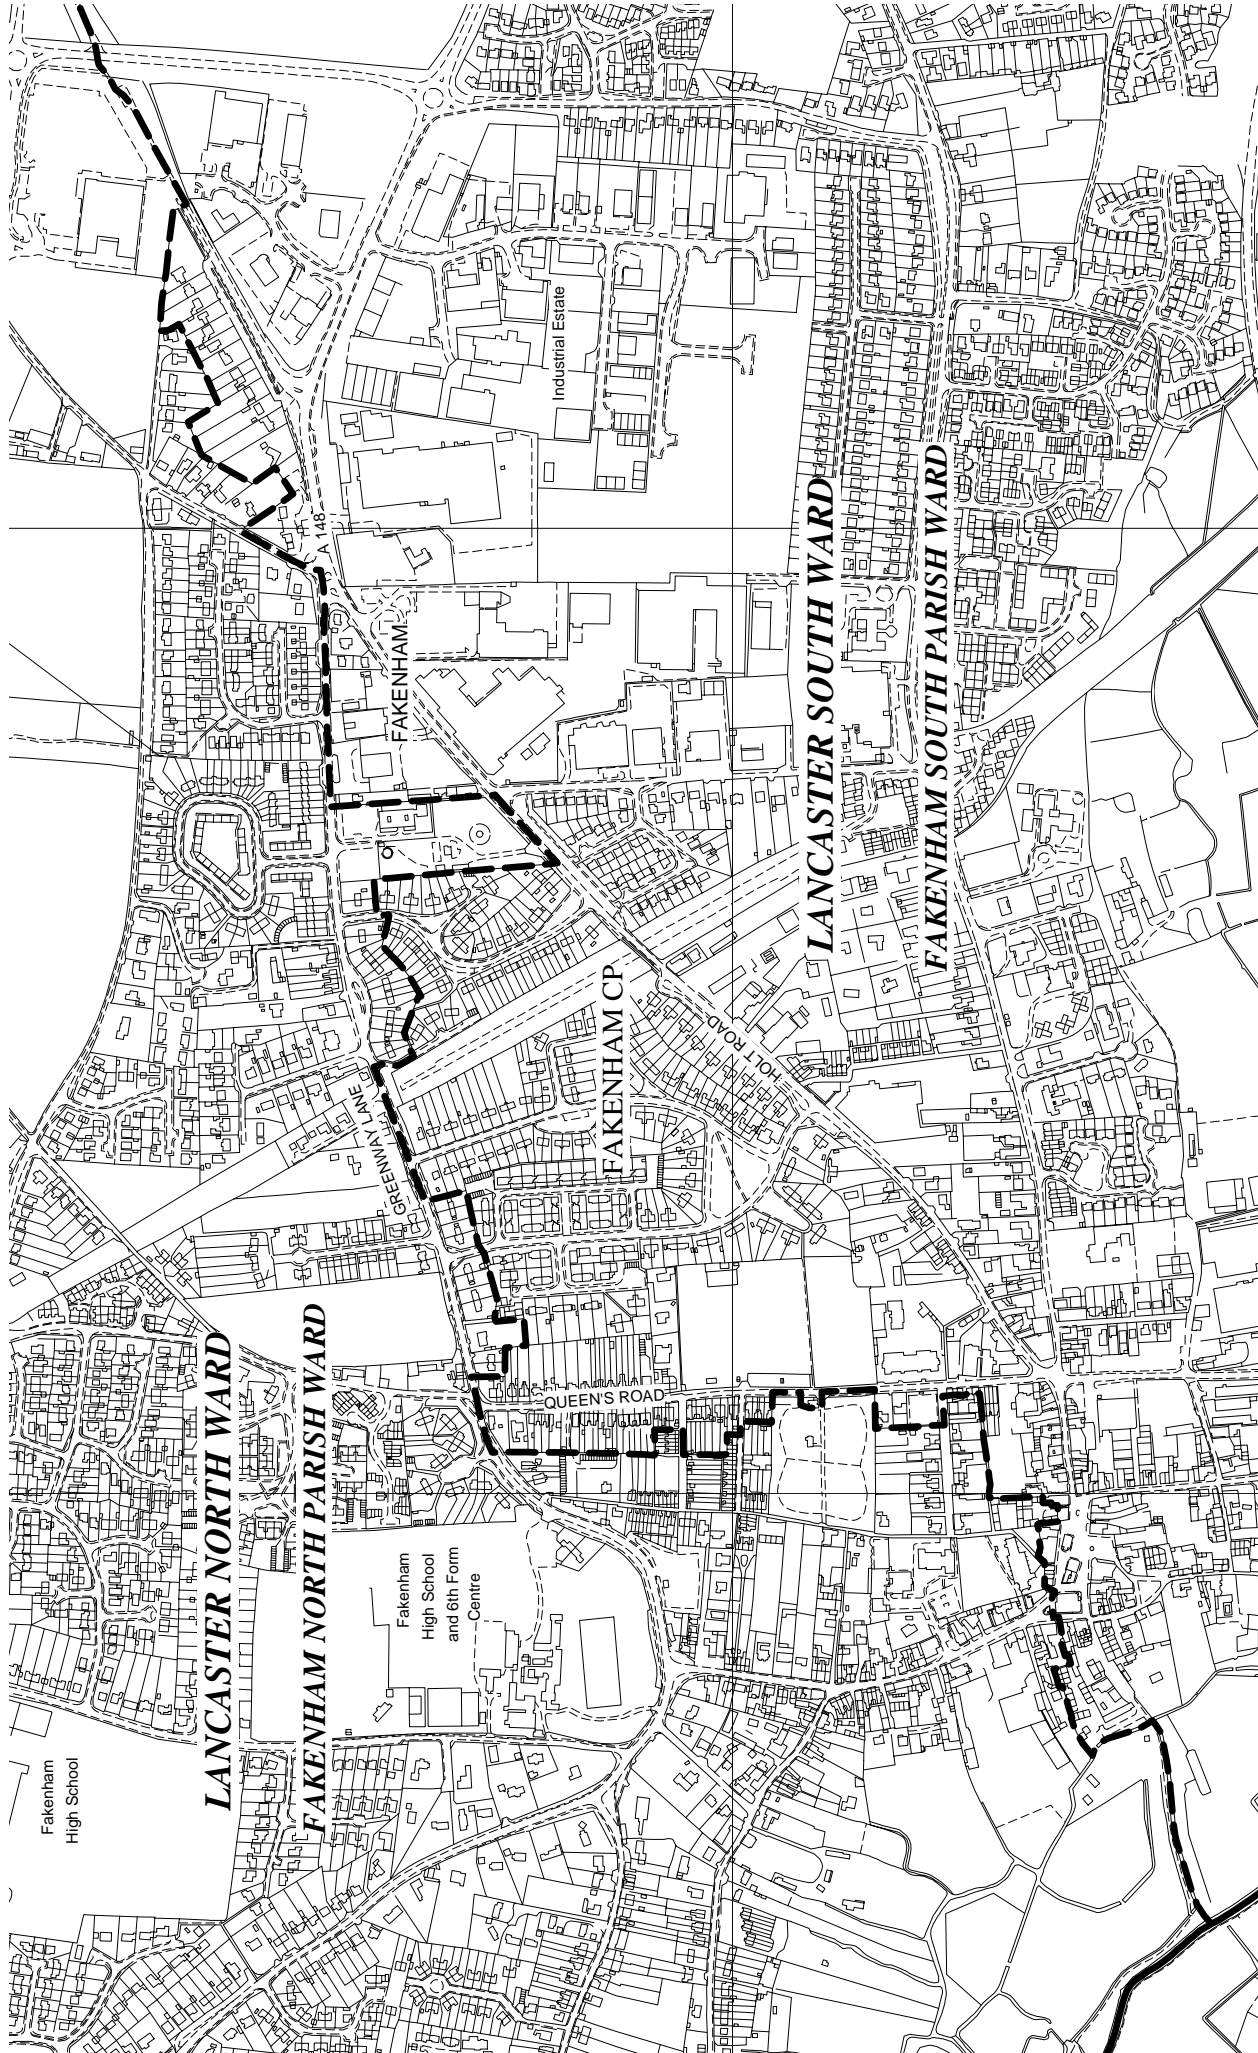 Fakenham
High School
LANCASTER NORTH WARD
FAKENHAM NORTH PARISH WARD
Fakenham
High School
and 6th Form
Centre
GREENWAY LANE
QUEEN'S ROAD
FAKENHAM CP
HOLT ROAD
FAKENHAM
A 148
Industrial Estate
LANCASTER SOUTH WARD
FAKENHAM SOUTH PARISH WARD